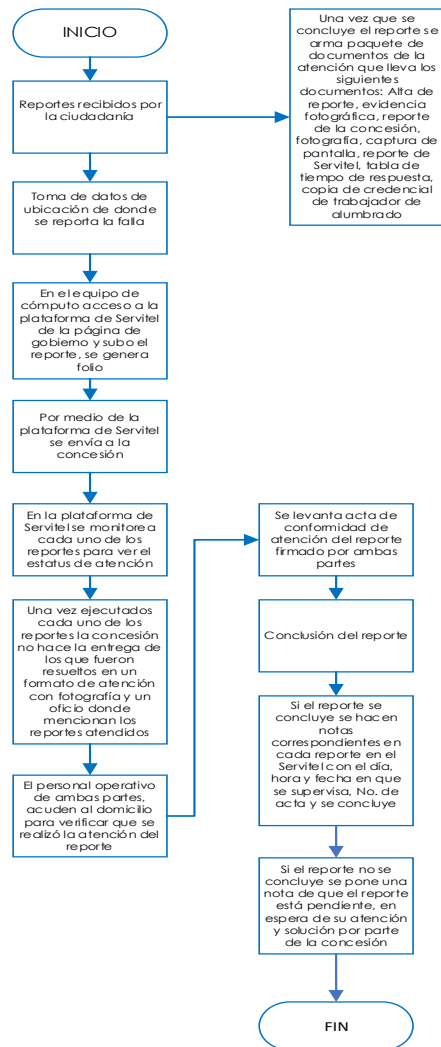 INICIO
Reportes recibidos por
la ciudadanía
Toma de datos de
ubicación de donde
se reporta la falla
En el equipo de
cómputo acceso a la
plataforma de Servitel
de la página de
gobierno y subo el
reporte, se genera
folio
Por medio de la
plataforma de Servitel
se envía a la
concesión
En la plataforma de
Servitel se monitorea
cada uno de los
reportes para ver el
estatus de atención
Una vez ejecutados
cada uno de los
reportes la concesión
no hace la entrega de
los que fueron
resueltos en un
formato de atención
con fotografía y un
oficio donde
mencionan los
reportes atendidos
El personal operativo
de ambas partes,
acuden al domicilio
para verificar que se
realizó la atención del
reporte
Una vez que se
concluye el reporte se
arma paquete de
documentos de la
atención que lleva los
siguientes
documentos: Alta de
reporte, evidencia
fotográfica, reporte
de la concesión,
fotografía, captura de
pantalla, reporte de
Servitel, tabla de
tiempo de respuesta,
copia de credencial
de trabajador de
alumbrado
Se levanta acta de
conformidad de
atención del reporte
firmado por ambas
partes
Conclusión del reporte
Si el reporte se
concluye se hacen
notas
correspondientes en
cada reporte en el
Servitel con el día,
hora y fecha en que
se supervisa, No. de
acta y se concluye
Si el reporte no se
concluye se pone una
nota de que el reporte
está pendiente, en
espera de su atención
y solución por parte
de la concesión
FIN